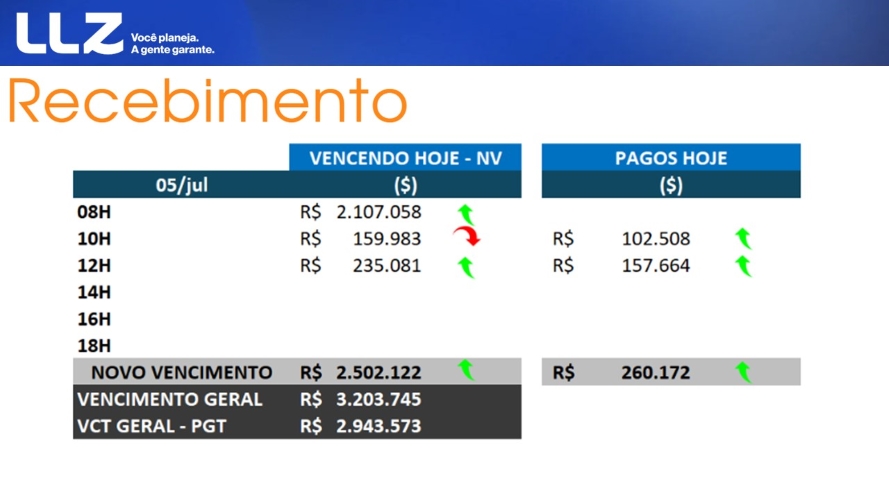 LLZ Você planeja.
A gente garante.
Recebimento
VENCENDO HOJE - NV PAGOS HOJE
05/jul ($) ($)
08H R$ 2.107.058
10H R$ 159.983 R$ 102.508
12H R$ 235.081 R$ 157.664
14H
16H
18H
NOVO VENCIMENTO R$ 2.502.122 R$ 260.172
VENCIMENTO GERAL R$ 3.203.745
VCT GERAL - PGT R$ 2.943.573